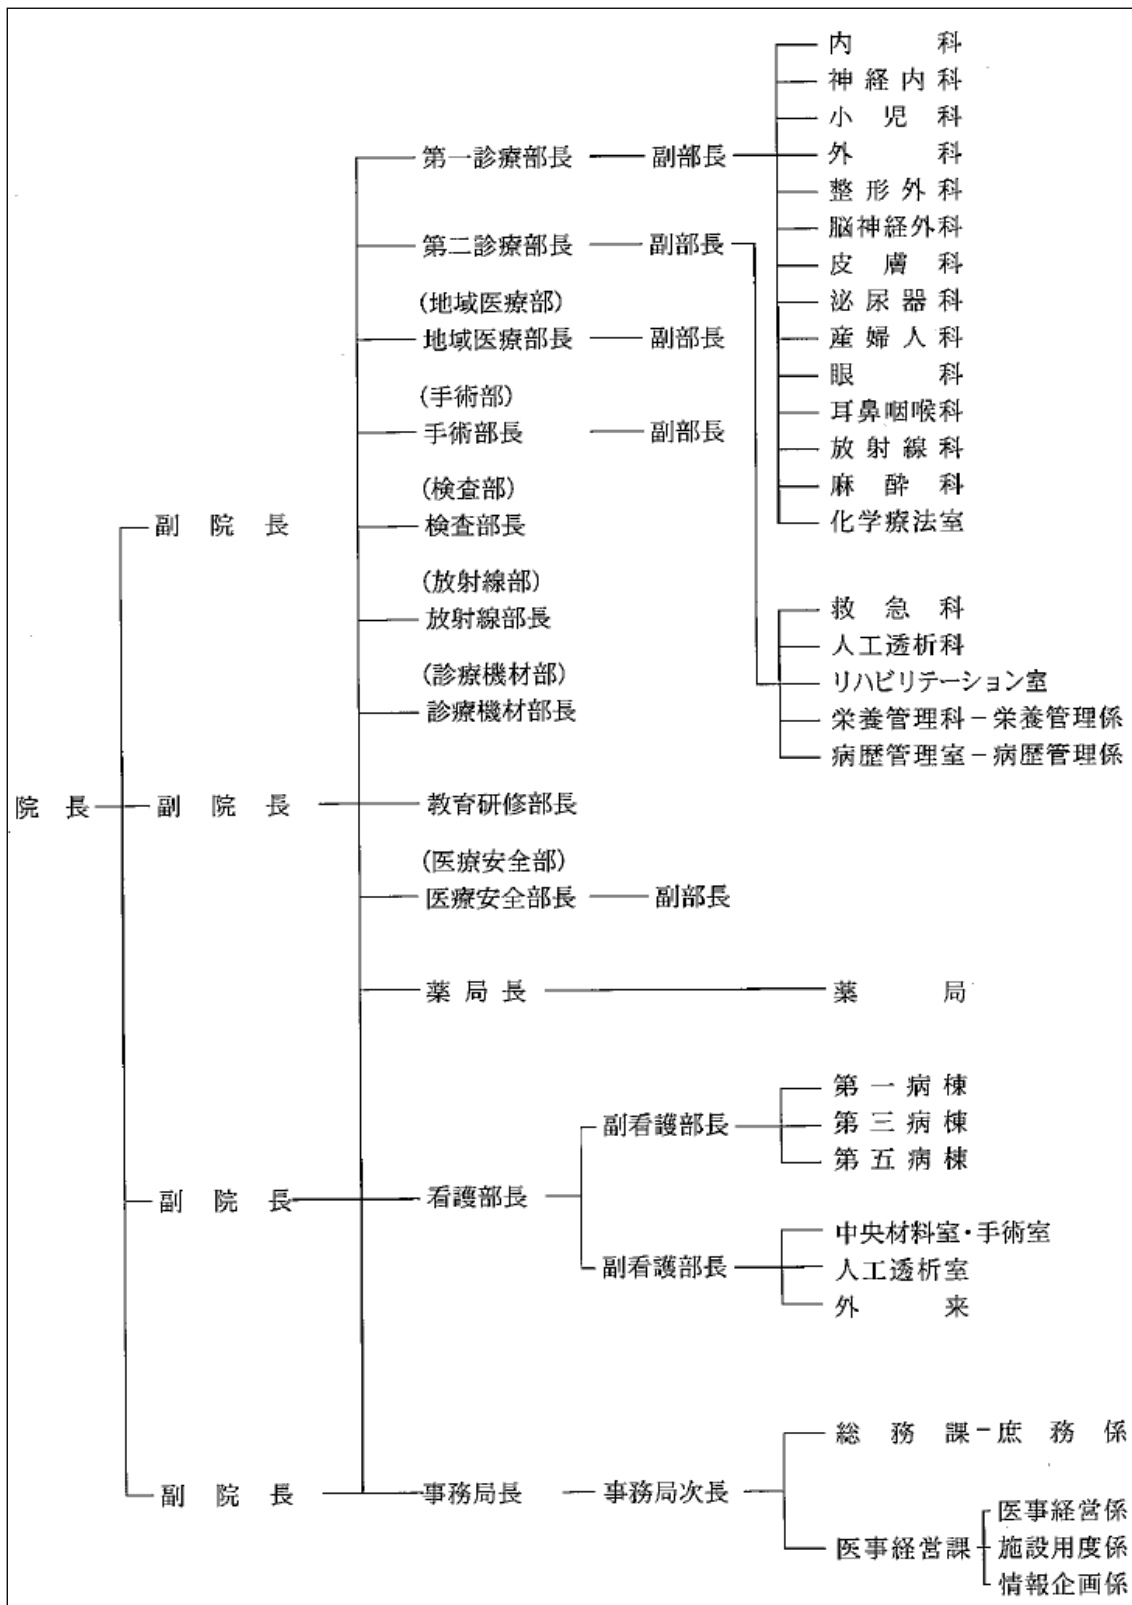 内科
神経内科
小児科
第一診療部長 副部長 外科
整形外科
脳神経外科
第二診療部長 副部長
皮膚科
(地域医療部)
泌尿器科
地域医療部長 副部長 産婦人科
眼科
(手術部)
耳鼻咽喉科
手術部長 副部長
放射線科
(検査部)
麻酔科
副院長 検査部長 化学療法室
(放射線部)
放射線部長 救急科
人工透析科
(診療機材部)
リハビリテーション室
診療機材部長
栄養管理科-栄養管理係
病歴管理室-病歴管理係
院長 副院長 教育研修部長
(医療安全部)
医療安全部長 副部長
薬局長 薬局
第一病棟
副看護部長 第三病棟
第五病棟
副院長 看護部長
中央材料室・手術室
副看護部長 人工透析室
外来
総務課-庶務係
副院長 事務局長 事務局次長
医事経営係
医事経営課 施設用度係
情報企画係